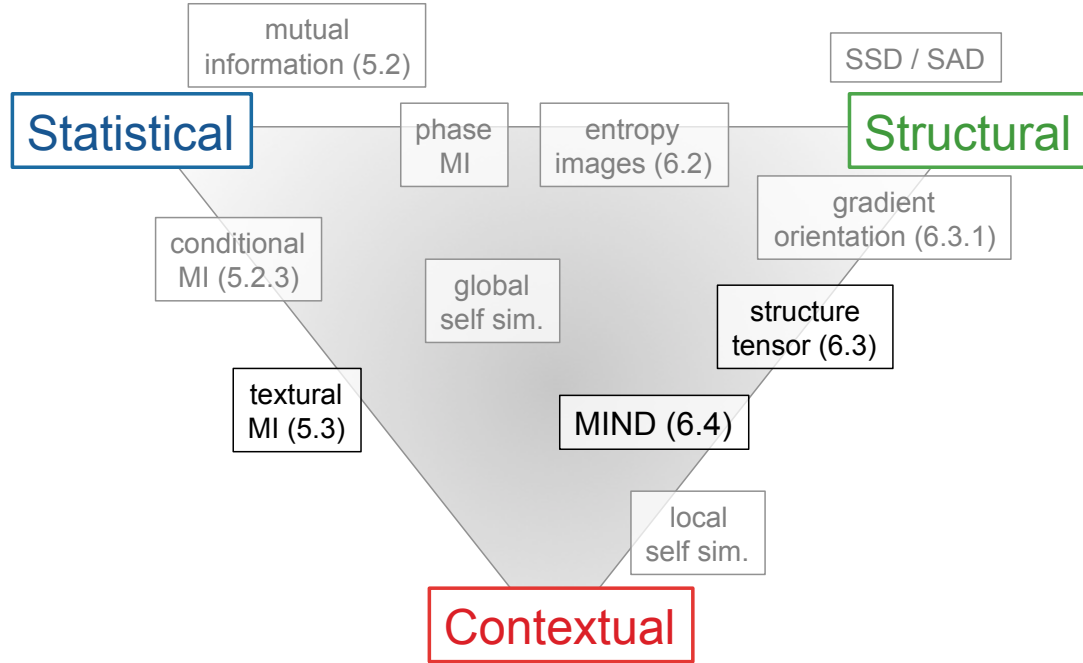 mutual
information (5.2)
SSD / SAD
Statistical
phase
MI
entropy
images (6.2)
Structural
gradient
orientation (6.3.1)
conditional
MI (5.2.3)
global
self sim.
structure
tensor (6.3)
textural
MI (5.3)
MIND (6.4)
local
self sim.
Contextual